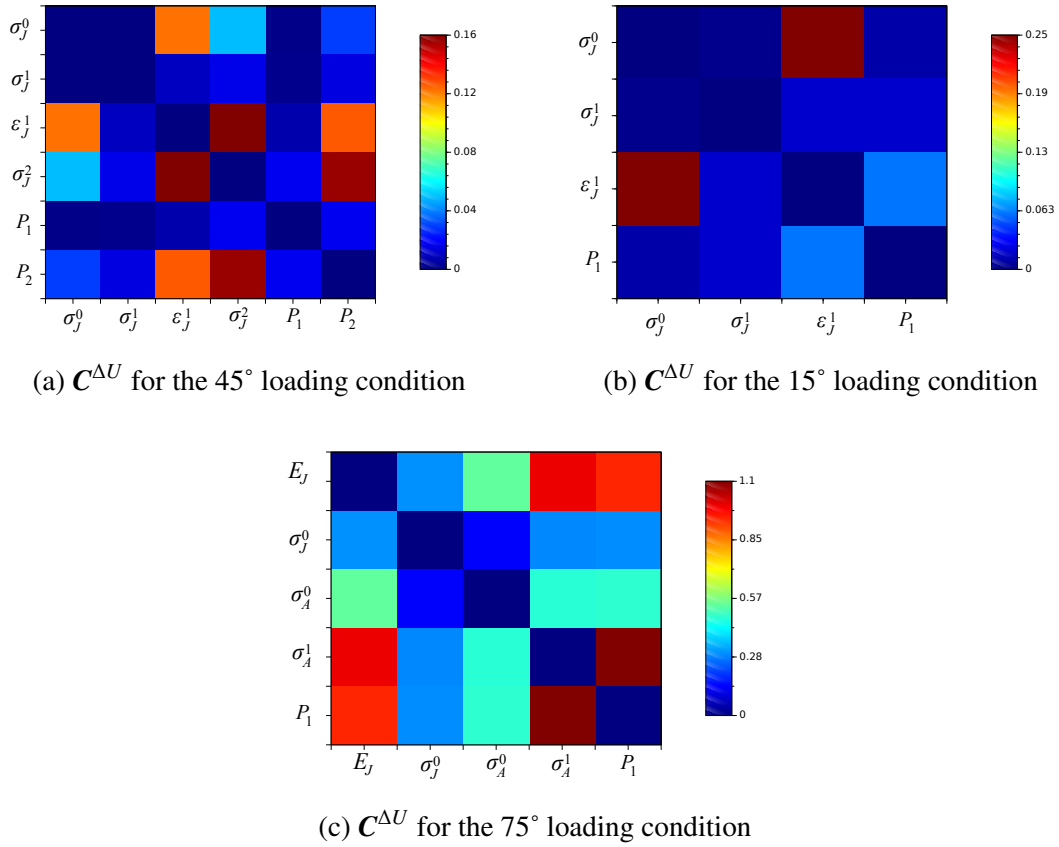 σ_J^0
σ_J^1
ε_J^1
σ_J^2
P_1
P_2
σ_J^0 σ_J^1 ε_J^1 σ_J^2 P_1 P_2
0.16
0.12
0.08
0.04
0
(a) C^{ΔU} for the 45° loading condition
σ_J^0
σ_J^1
ε_J^1
P_1
σ_J^0 σ_J^1 ε_J^1 P_1
0.25
0.19
0.13
0.063
0
(b) C^{ΔU} for the 15° loading condition
E_J
σ_J^0
σ_A^0
σ_A^1
P_1
E_J σ_J^0 σ_A^0 σ_A^1 P_1
1.1
0.85
0.57
0.28
0
(c) C^{ΔU} for the 75° loading condition